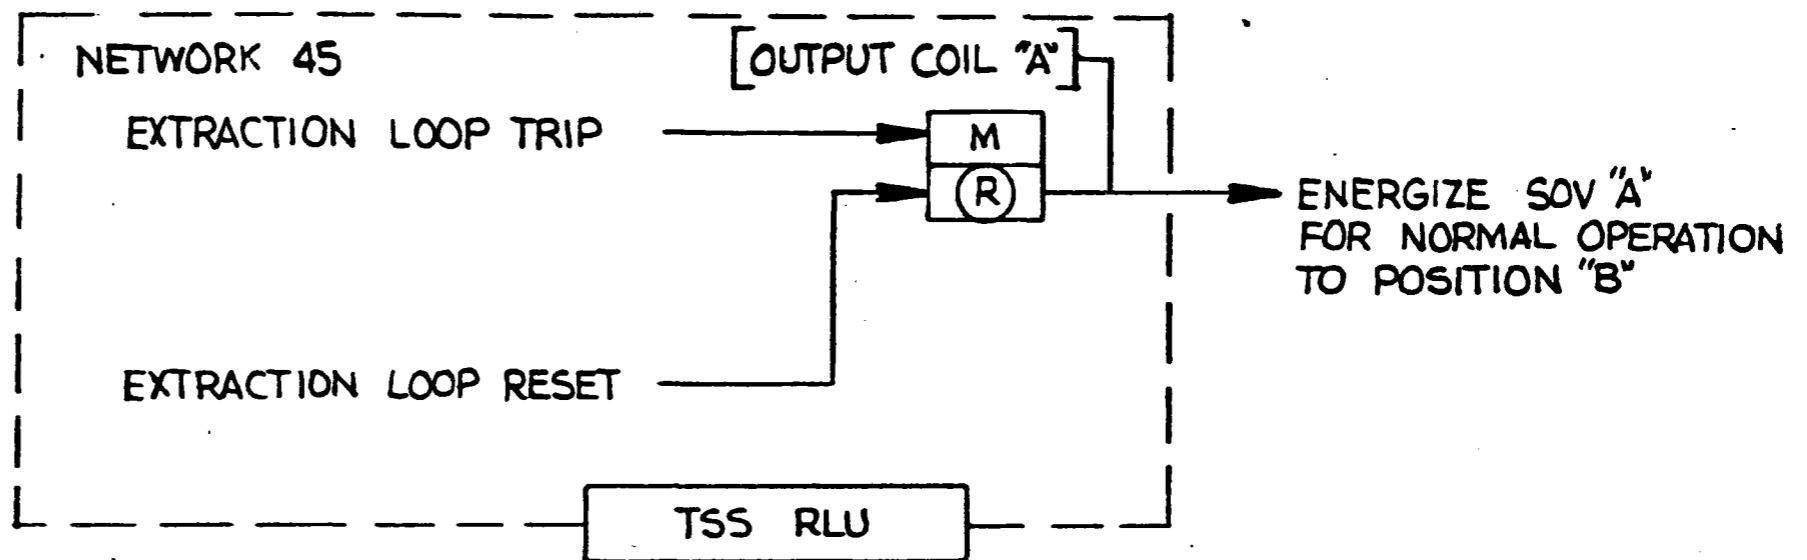 NETWORK 45
[OUTPUT COIL "A"]
EXTRACTION LOOP TRIP
M
R
ENERGIZE SOV "A"
FOR NORMAL OPERATION
TO POSITION "B"
EXTRACTION LOOP RESET
TSS RLU